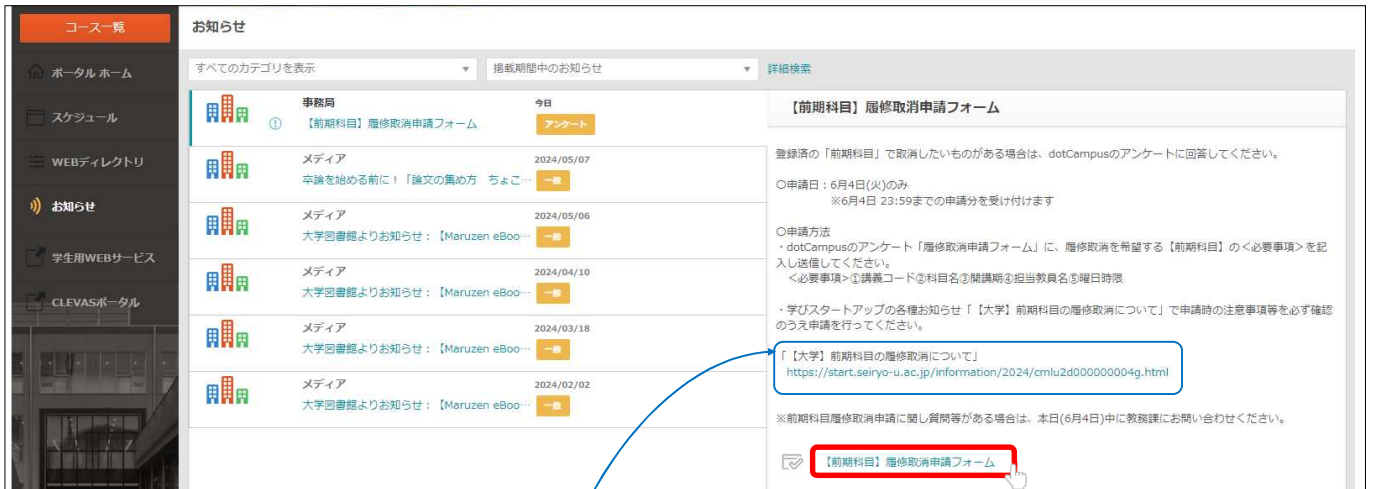 コース一覧
お知らせ
ポータル ホーム
スケジュール
WEBディレクトリ
お知らせ
学生用WEBサービス
CLEVASポータル
すべてのカテゴリを表示
掲載期間中のお知らせ
詳細検索
事務局
今日
【前期科目】履修取消申請フォーム
アンケート
メディア
2024/05/07
卒論を始める前に！「論文の集め方 ちょこ…
一般
メディア
2024/05/06
大学図書館よりお知らせ：【Maruzen eBoo…
一般
メディア
2024/04/10
大学図書館よりお知らせ：【Maruzen eBoo…
一般
メディア
2024/03/18
大学図書館よりお知らせ：【Maruzen eBoo…
一般
メディア
2024/02/02
大学図書館よりお知らせ：【Maruzen eBoo…
一般
【前期科目】履修取消申請フォーム
登録済の「前期科目」で取消したいものがある場合は、dotCampusのアンケートに回答してください。
〇申請日：6月4日(火)のみ
※6月4日 23:59までの申請分を受け付けます
〇申請方法
・dotCampusのアンケート「履修取消申請フォーム」に、履修取消を希望する【前期科目】の＜必要事項＞を記
入し送信してください。
＜必要事項＞①講義コード②科目名③開講期④担当教員名⑤曜日時限
・学びスタートアップの各種お知らせ「【大学】前期科目の履修取消について」で申請時の注意事項等を必ず確認
のうえ申請を行ってください。
「【大学】前期科目の履修取消について」
https://start.seiryo-u.ac.jp/information/2024/cmlu2d000000004g.html
※前期科目履修取消申請に関し質問等がある場合は、本日(6月4日)中に教務課にお問い合わせください。
【前期科目】履修取消申請フォーム